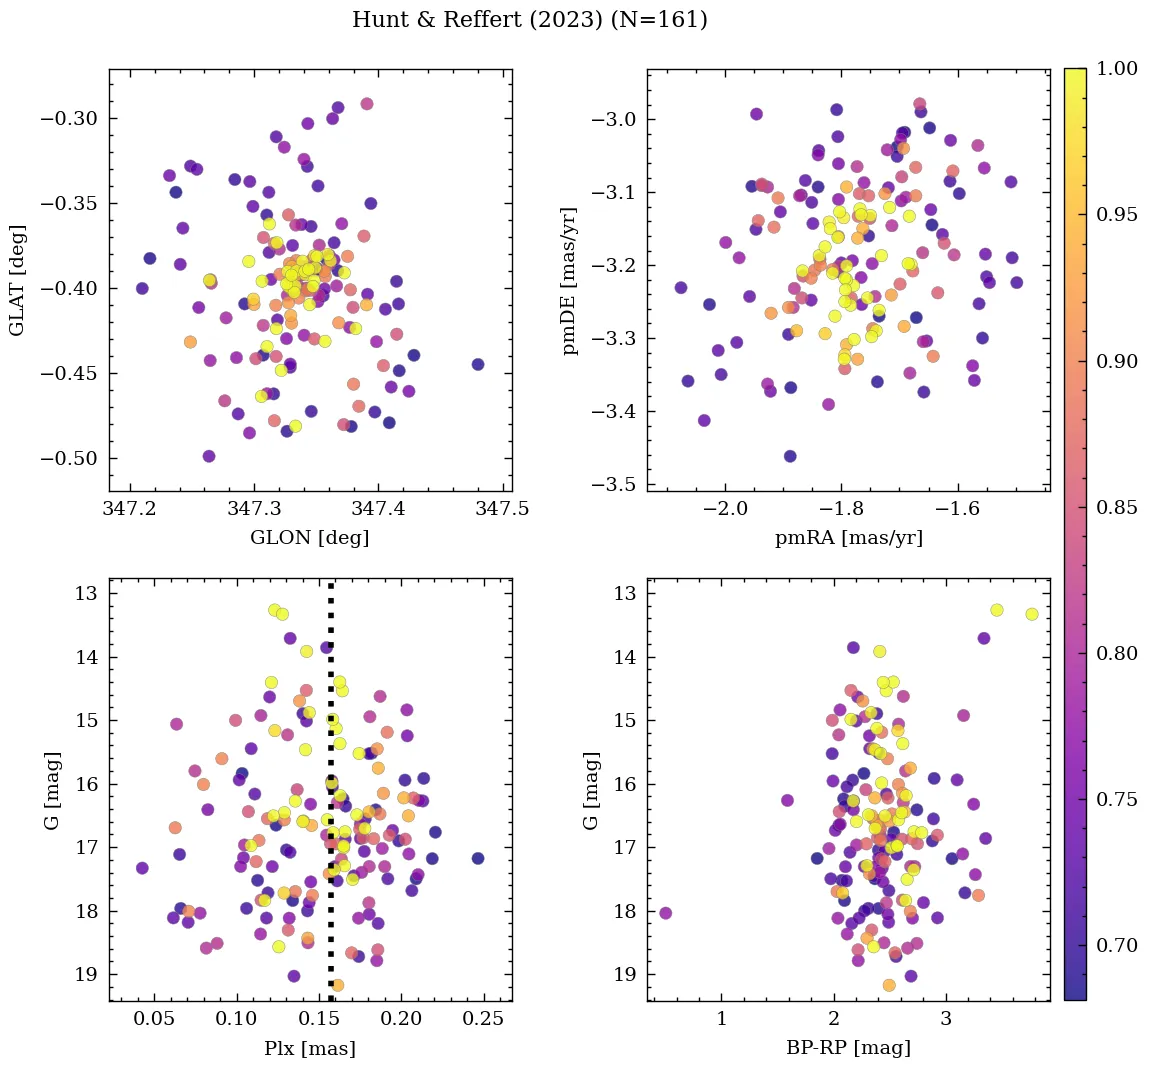 Hunt & Reffert (2023) (N=161)
−0.30
−0.35
−0.40
−0.45
−0.50
GLAT [deg]
347.2 347.3 347.4 347.5
GLON [deg]
−3.0
−3.1
−3.2
−3.3
−3.4
−3.5
pmDE [mas/yr]
−2.0 −1.8 −1.6
pmRA [mas/yr]
1.00
0.95
0.90
0.85
0.80
0.75
0.70
13
14
15
16
17
18
19
G [mag]
0.05 0.10 0.15 0.20 0.25
Plx [mas]
13
14
15
16
17
18
19
G [mag]
1 2 3
BP-RP [mag]